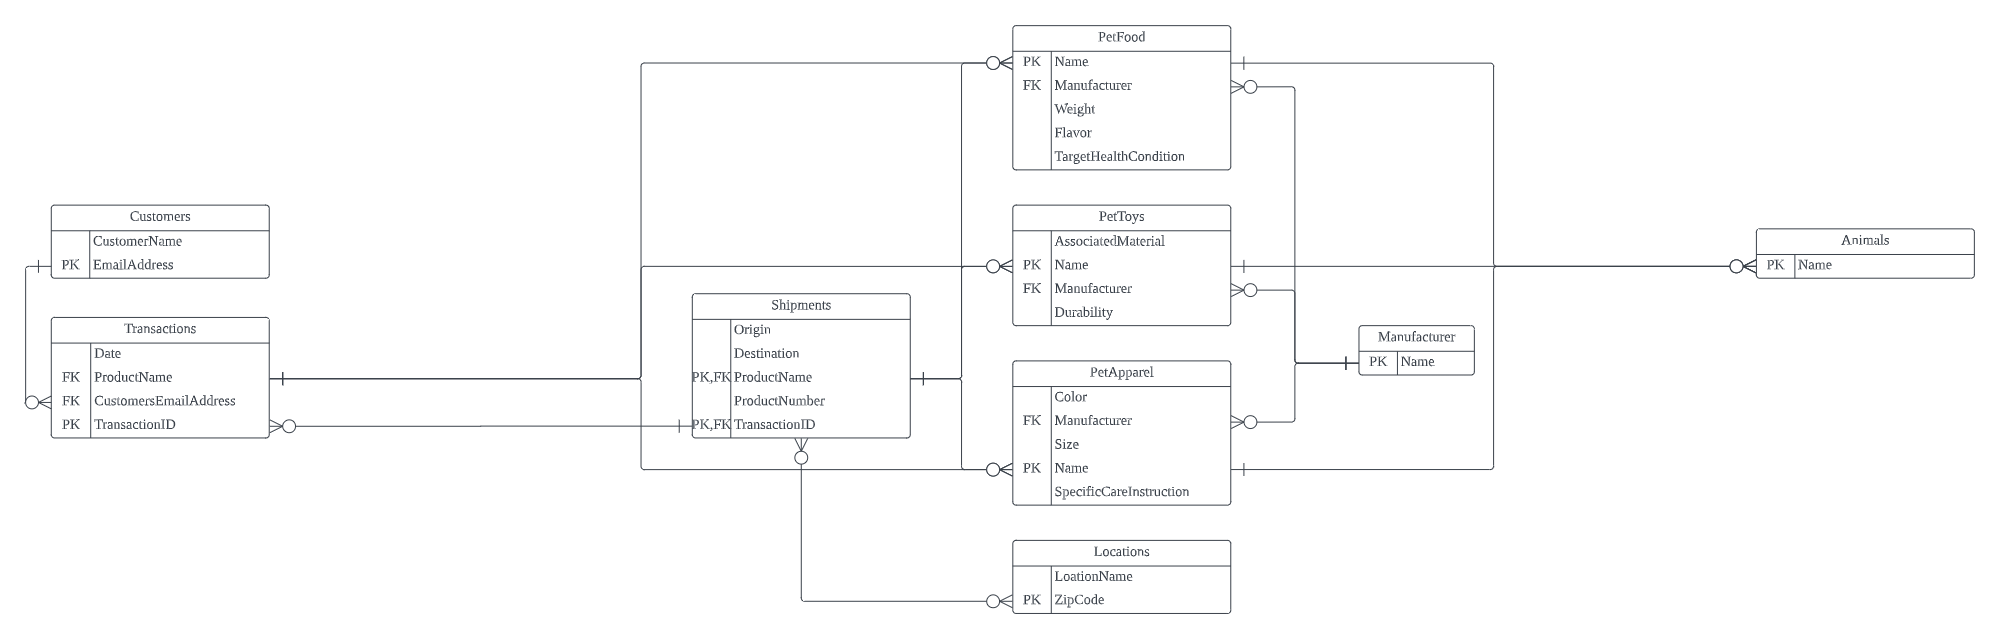 PetFood
PK Name
FK Manufacturer
Weight
Flavor
TargetHealthCondition
Customers
CustomerName
PK EmailAddress
PetToys
AssociatedMaterial
PK Name
FK Manufacturer
Durability
Animals
PK Name
Transactions
Date
FK ProductName
FK CustomersEmailAddress
PK TransactionID
Shipments
Origin
Destination
PK,FK ProductName
ProductNumber
PK,FK TransactionID
Manufacturer
PK Name
PetApparel
Color
FK Manufacturer
Size
PK Name
SpecificCareInstruction
Locations
LoationName
PK ZipCode